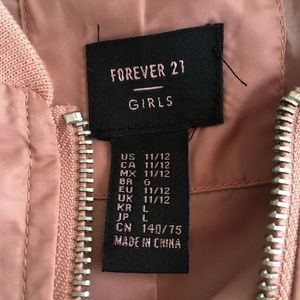 FOREVER 21
GIRLS
US 11/12
CA 11/12
MX 11/12
BR G
EU 11/12
UK 11/12
KR L
JP L
CN 140/75
MADE IN CHINA